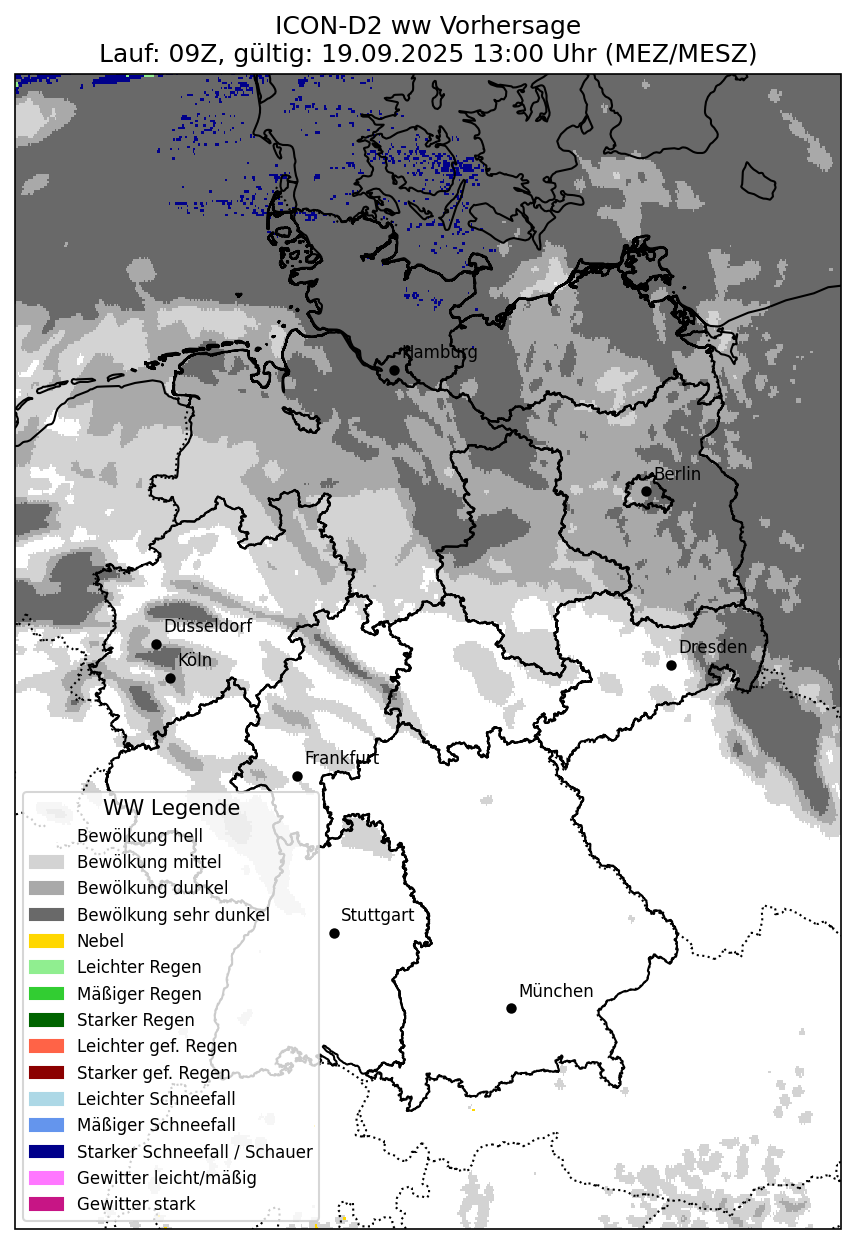 ICON-D2 ww Vorhersage
Lauf: 09Z, gültig: 19.09.2025 13:00 Uhr (MEZ/MESZ)
Hamburg
Berlin
Düsseldorf
Köln
Dresden
Frankfurt
WW Legende
Bewölkung hell
Bewölkung mittel
Bewölkung dunkel
Bewölkung sehr dunkel
Nebel
Leichter Regen
Mäßiger Regen
Starker Regen
Leichter gef. Regen
Starker gef. Regen
Leichter Schneefall
Mäßiger Schneefall
Starker Schneefall / Schauer
Gewitter leicht/mäßig
Gewitter stark
Stuttgart
München